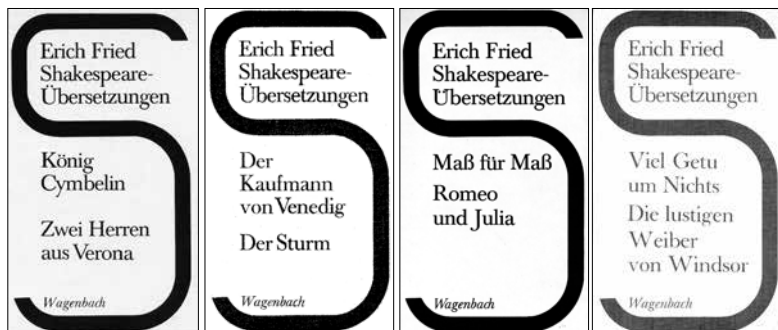 Erich Fried
Shakespeare-
Übersetzungen
König
Cymbelin
Zwei Herren
aus Verona
Wagenbach
Erich Fried
Shakespeare-
Übersetzungen
Der
Kaufmann
von Venedig
Der Sturm
Wagenbach
Erich Fried
Shakespeare-
Übersetzungen
Maß für Maß
Romeo
und Julia
Wagenbach
Erich Fried
Shakespeare-
Übersetzungen
Viel Getu
um Nichts
Die lustigen
Weiber
von Windsor
Wagenbach